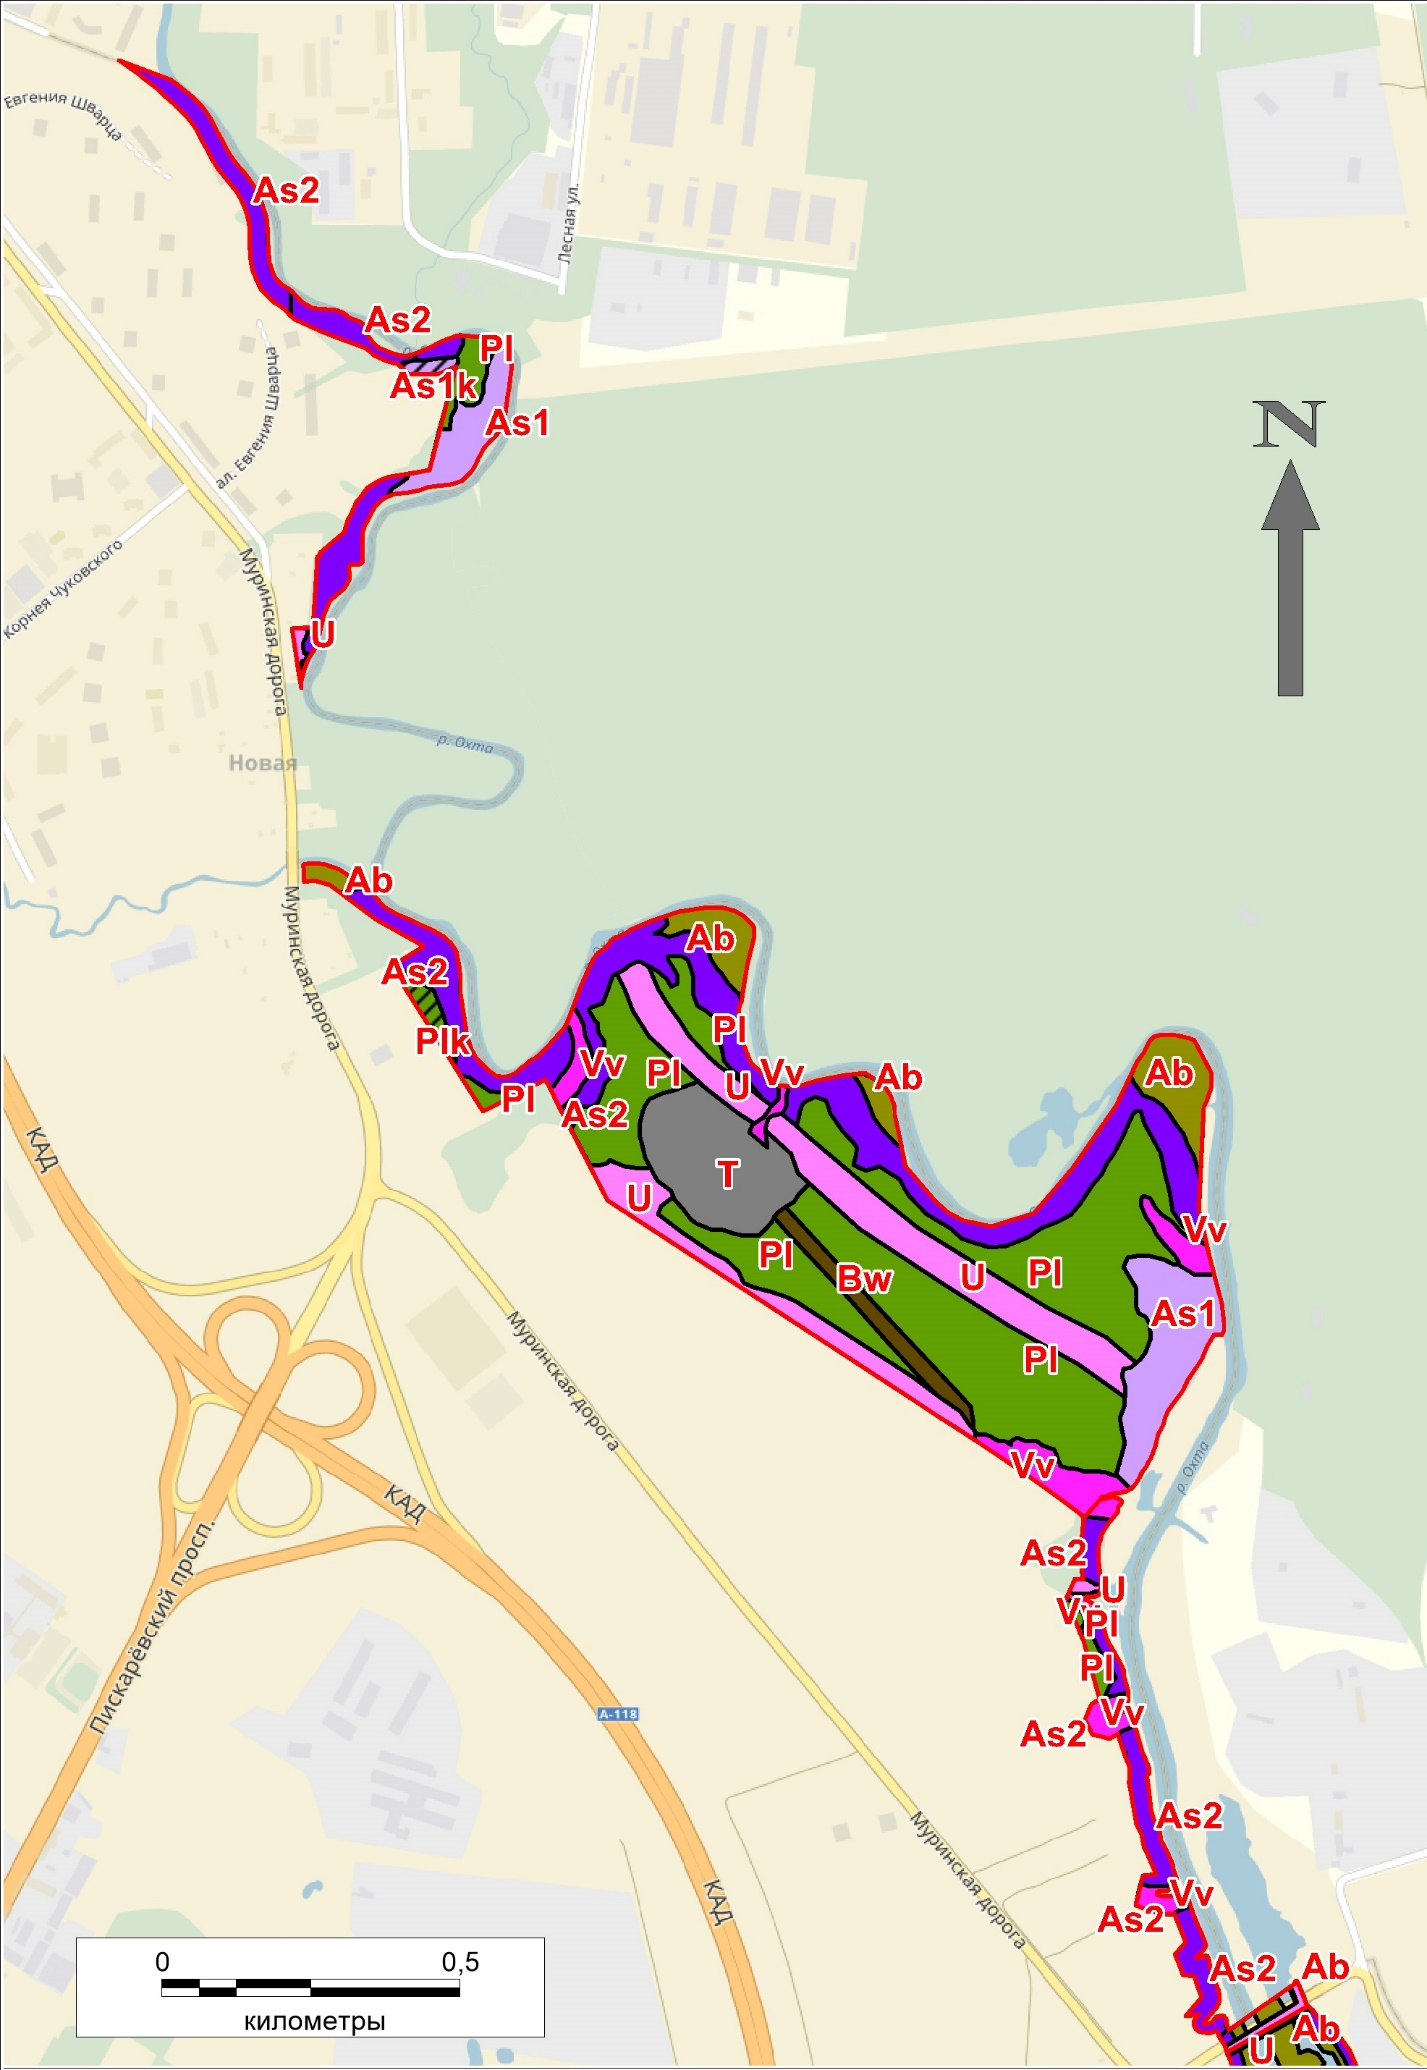 Евгения Шварца
As2
Лесная ул.
As2
Pl
As1k
As1
ал. Евгения Шварца
N
Корнея Чуковского
Муринская дорога
U
р. Охта
Новая
Ab
Муринская дорога
Ab
As2
Pl
Plk
Vv
Pl
U
Vv
Ab
Ab
Pl
As2
КАД
T
U
Vv
Pl
Bw
U
Pl
As1
Муринская дорога
Pl
Vv
р. Охта
КАД
Пискарёвский просп.
As2
U
Vv
Pl
Pl
А-118
Vv
As2
As2
Муринская дорога
КАД
Vv
As2
As2
Ab
Ab
U
0 0,5
километры